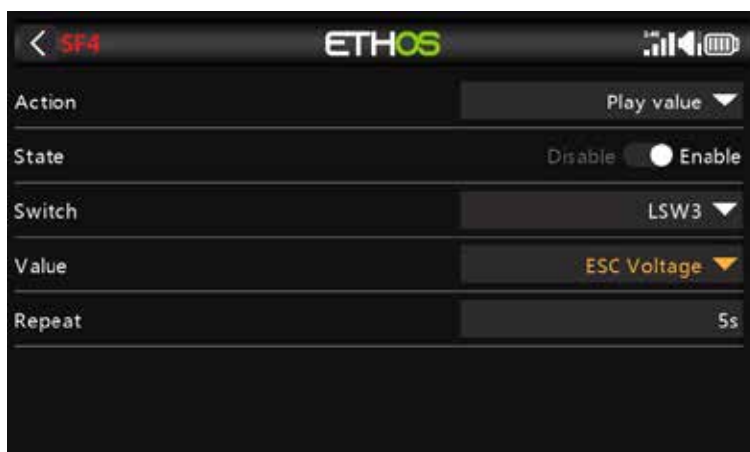 SF4 ETHOS
Action Play value
State Disable Enable
Switch LSW3
Value ESC Voltage
Repeat 5s